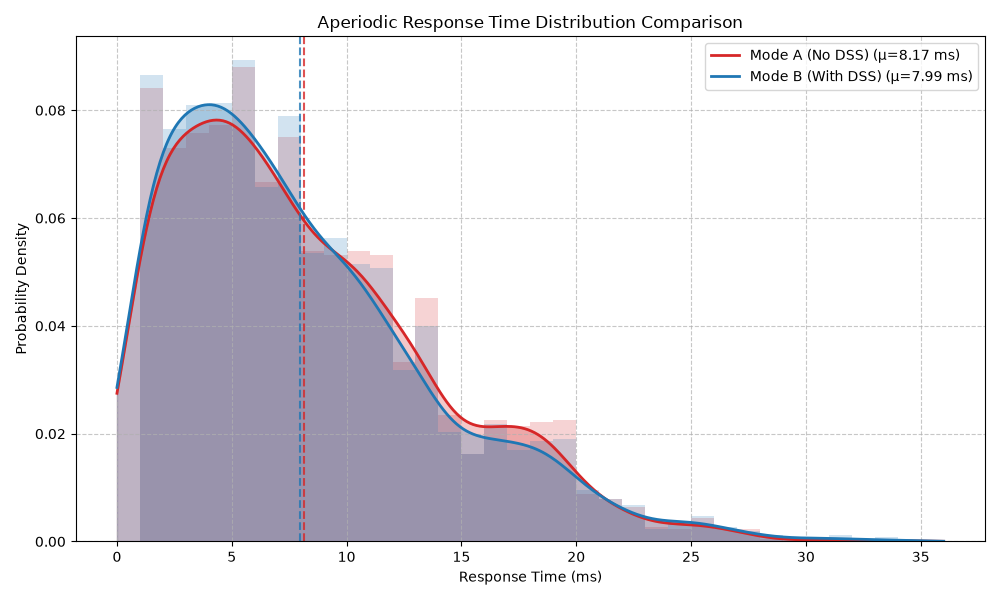 Aperiodic Response Time Distribution Comparison
Mode A (No DSS) (μ=8.17 ms)
Mode B (With DSS) (μ=7.99 ms)
Probability Density
0.08
0.06
0.04
0.02
0.00
0 5 10 15 20 25 30 35
Response Time (ms)